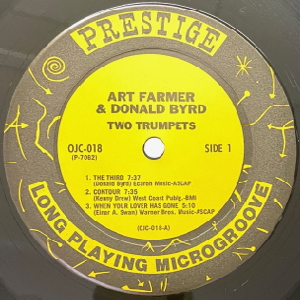 PRESTIGE
ART FARMER
& DONALD BYRD
TWO TRUMPETS
OJC-018
(P-7062)
SIDE 1
1. THE THIRD 7:37
(Donald Byrd) Ecaroh Music-ASCAP
2. CONTOUR 7:35
(Kenny Drew) West Coast Publg.-BMI
3. WHEN YOUR LOVER HAS GONE 5:10
(Einar A. Swan) Warner Bros. Music-ASCAP
(OJC-018-A)
LONG PLAYING MICROGROOVE